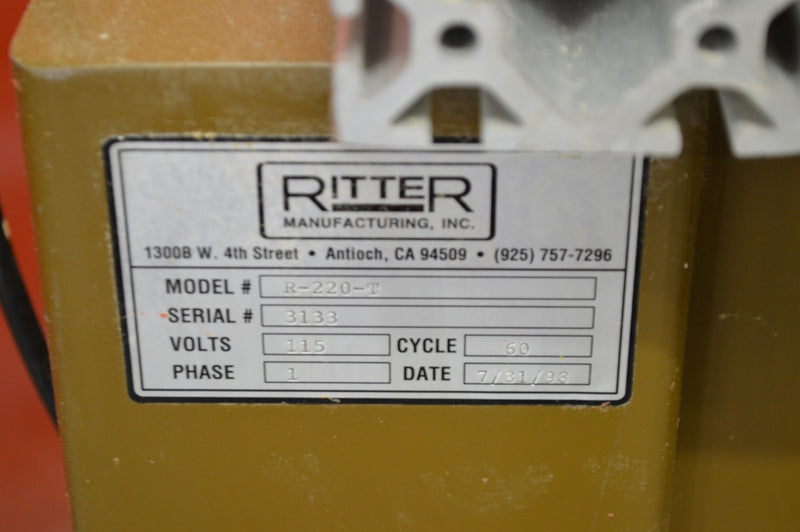 RITTER
MANUFACTURING, INC.
1300B W. 4th Street • Antioch, CA 94509 • (925) 757-7296
MODEL # R-220-T
SERIAL # 3133
VOLTS 115 CYCLE 60
PHASE 1 DATE 7/31/98